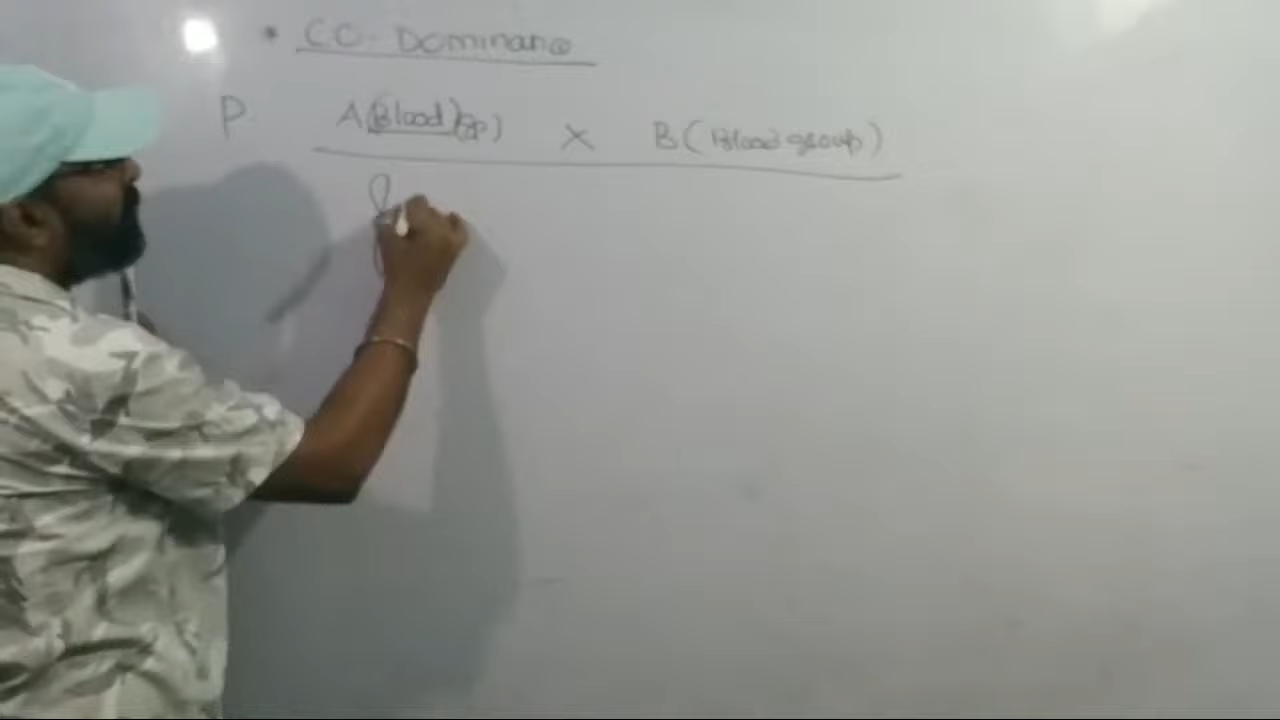 • CO - Dominance
P. A (Blood) gp) X B (Blood group)